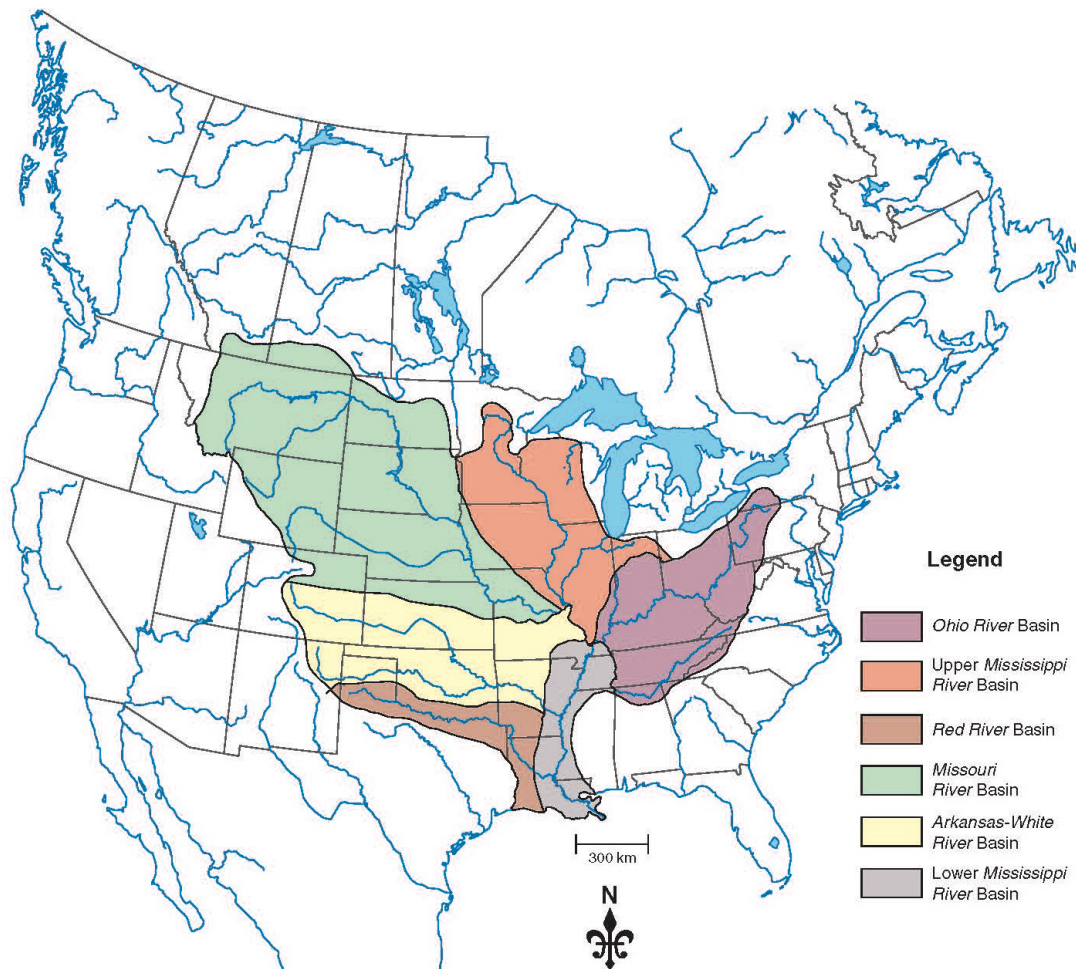 Legend
Ohio River Basin
Upper Mississippi
River Basin
Red River Basin
Missouri
River Basin
Arkansas-White
River Basin
Lower Mississippi
River Basin
300 km
N